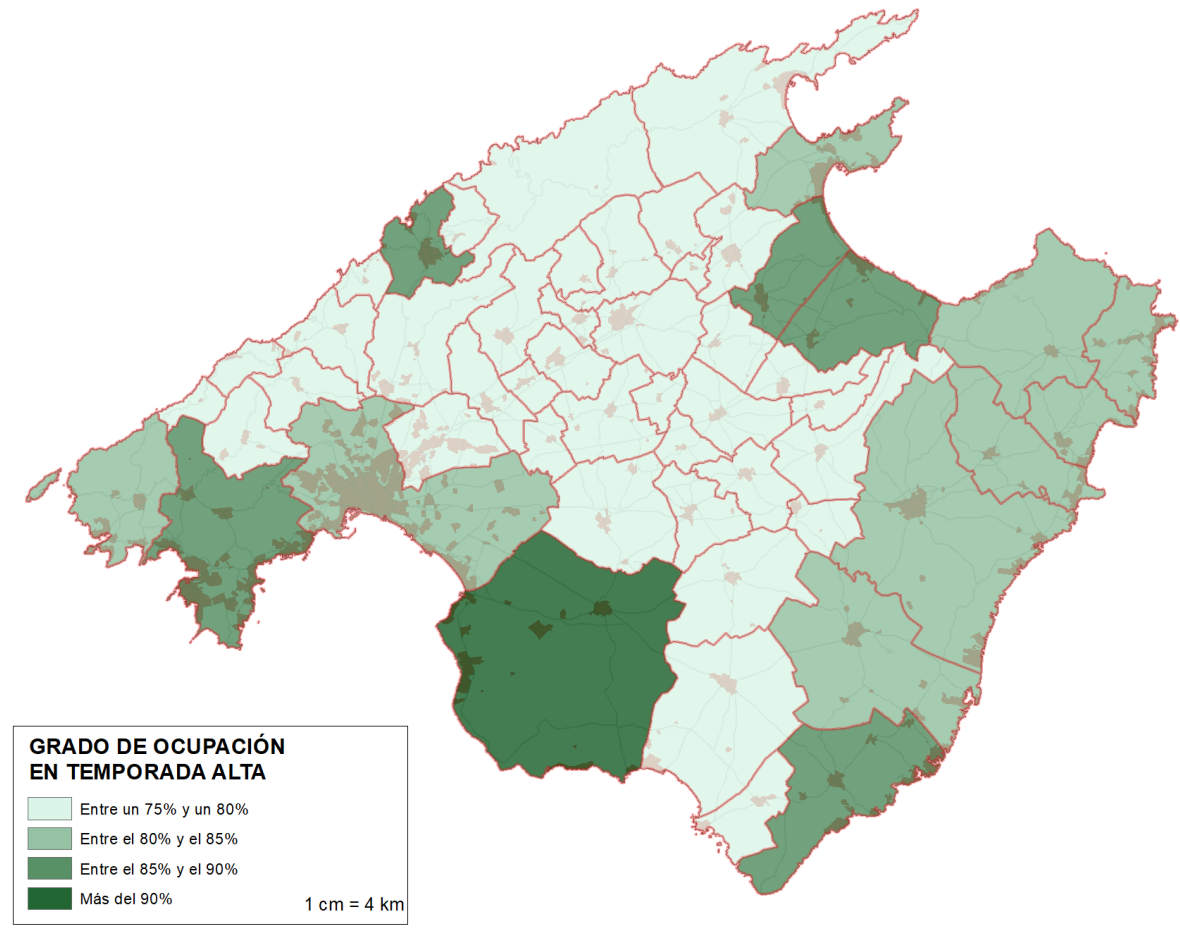 GRADO DE OCUPACIÓN
EN TEMPORADA ALTA
Entre un 75% y un 80%
Entre el 80% y el 85%
Entre el 85% y el 90%
Más del 90%
1 cm = 4 km